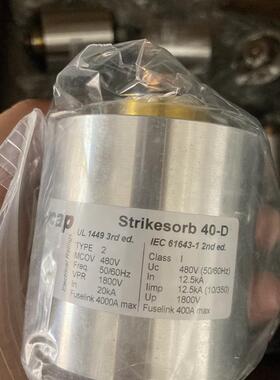 cap
Strikesorb 40-D
UL 1449 3rd ed.
IEC 61643-1 2nd ed.
Electrical Ratings
TYPE 2
MCOV 480V
Freq 50/60Hz
VPR 1800V
In 20kA
Fuselink 4000A max
Class I
Uc 480V (50/60Hz)
In 12.5kA
Iimp 12.5kA (10/350)
Up 1800V
Fuselink 400A max